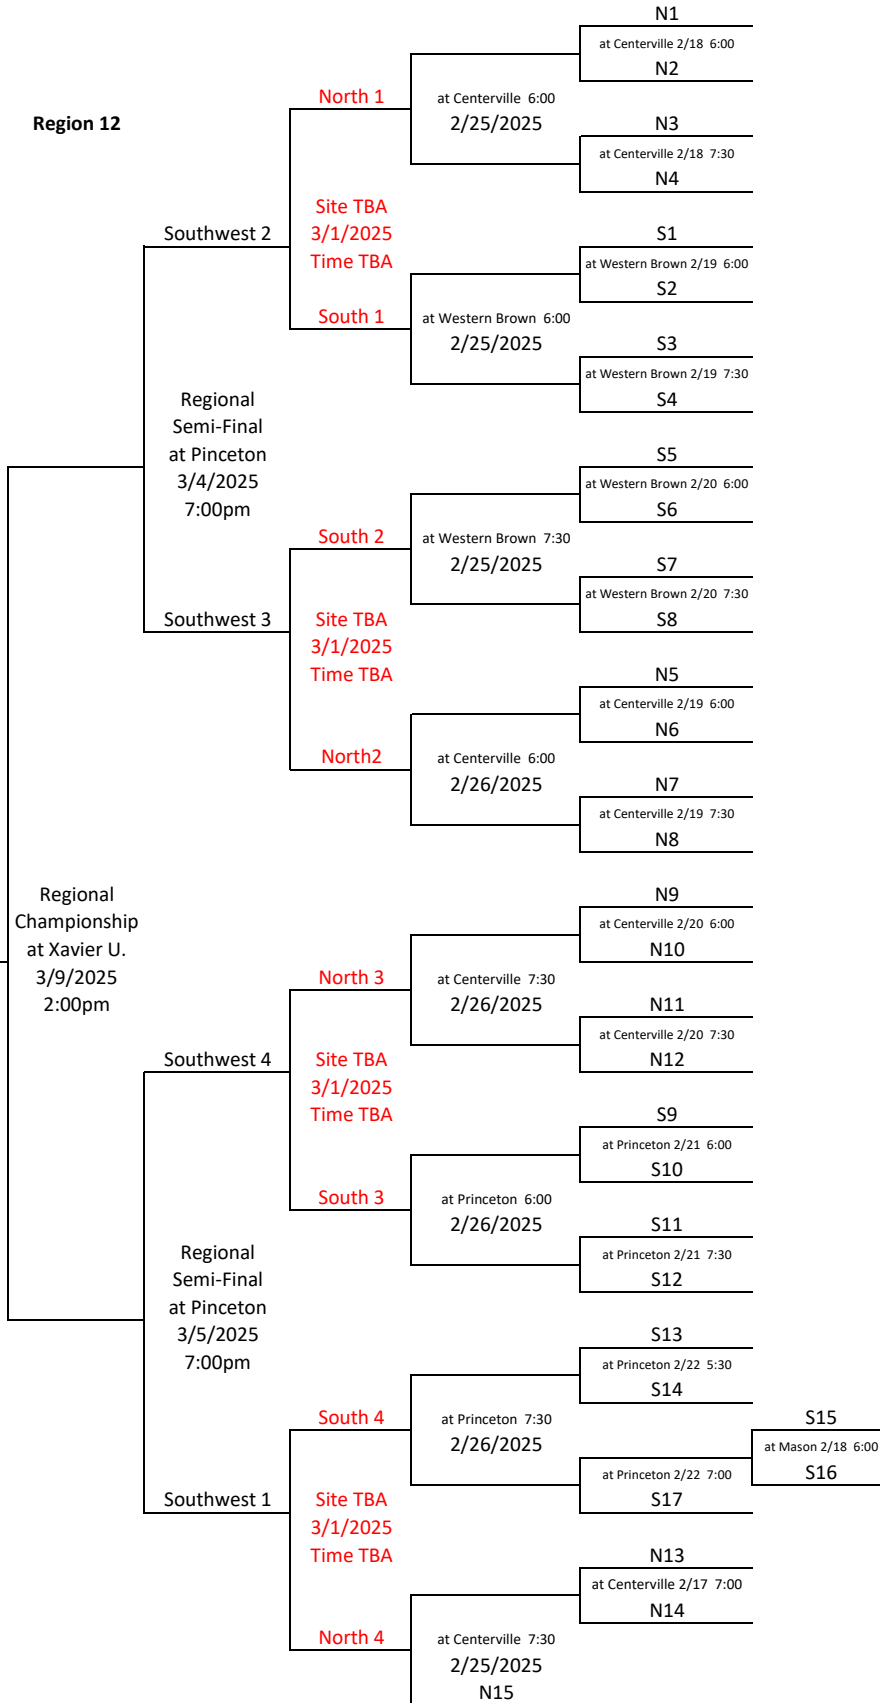 N1
at Centerville 2/18 6:00
N2
North 1
at Centerville 6:00
Region 12
2/25/2025
N3
at Centerville 2/18 7:30
N4
Site TBA
Southwest 2
3/1/2025
S1
Time TBA
at Western Brown 2/19 6:00
S2
South 1
at Western Brown 6:00
2/25/2025
S3
at Western Brown 2/19 7:30
S4
Regional
Semi-Final
at Pinceton
3/4/2025
7:00pm
S5
at Western Brown 2/20 6:00
S6
South 2
at Western Brown 7:30
2/25/2025
S7
at Western Brown 2/20 7:30
S8
Southwest 3
Site TBA
3/1/2025
Time TBA
N5
at Centerville 2/19 6:00
N6
North2
at Centerville 6:00
2/26/2025
N7
at Centerville 2/19 7:30
N8
Regional
Championship
at Xavier U.
3/9/2025
2:00pm
N9
at Centerville 2/20 6:00
N10
North 3
at Centerville 7:30
2/26/2025
N11
at Centerville 2/20 7:30
N12
Southwest 4
Site TBA
3/1/2025
Time TBA
S9
at Princeton 2/21 6:00
S10
South 3
at Princeton 6:00
2/26/2025
S11
at Princeton 2/21 7:30
S12
Regional
Semi-Final
at Pinceton
3/5/2025
7:00pm
S13
at Princeton 2/22 5:30
S14
South 4
at Princeton 7:30
2/26/2025
S15
at Mason 2/18 6:00
S16
at Princeton 2/22 7:00
S17
Southwest 1
Site TBA
3/1/2025
Time TBA
N13
at Centerville 2/17 7:00
N14
North 4
at Centerville 7:30
2/25/2025
N15